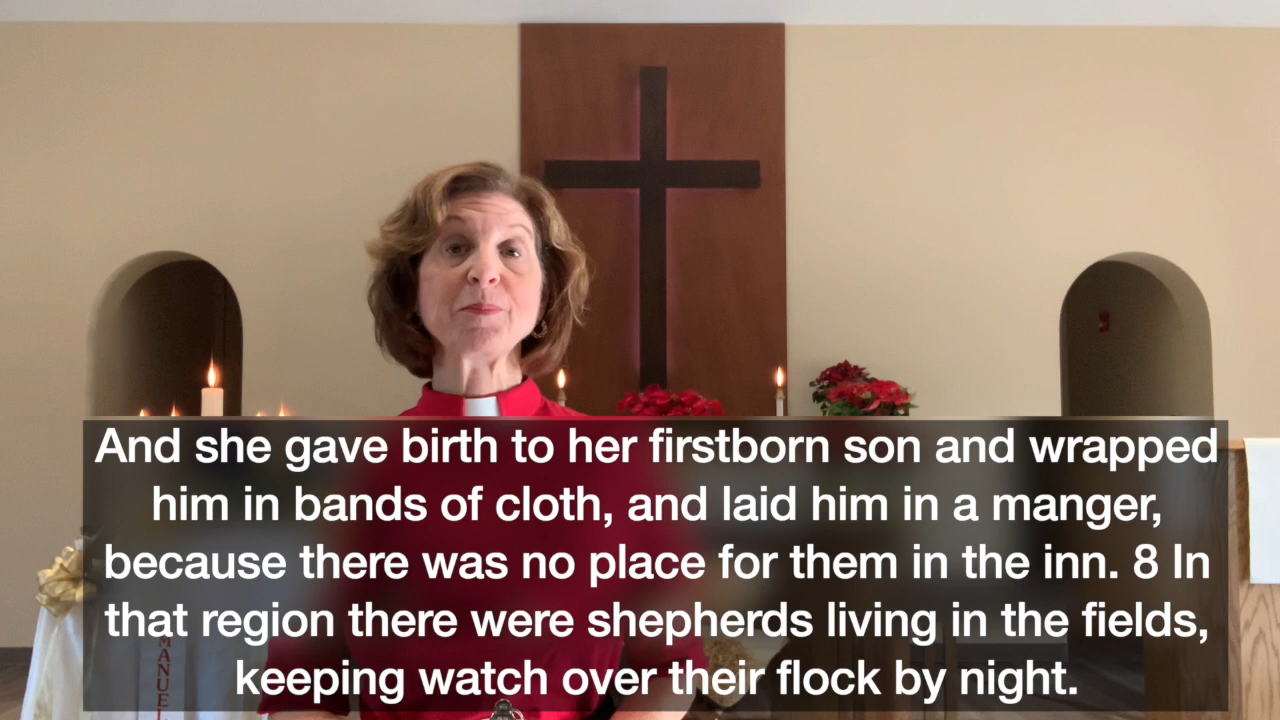 And she gave birth to her firstborn son and wrapped
him in bands of cloth, and laid him in a manger,
because there was no place for them in the inn. 8 In
that region there were shepherds living in the fields,
keeping watch over their flock by night.
MANUEL